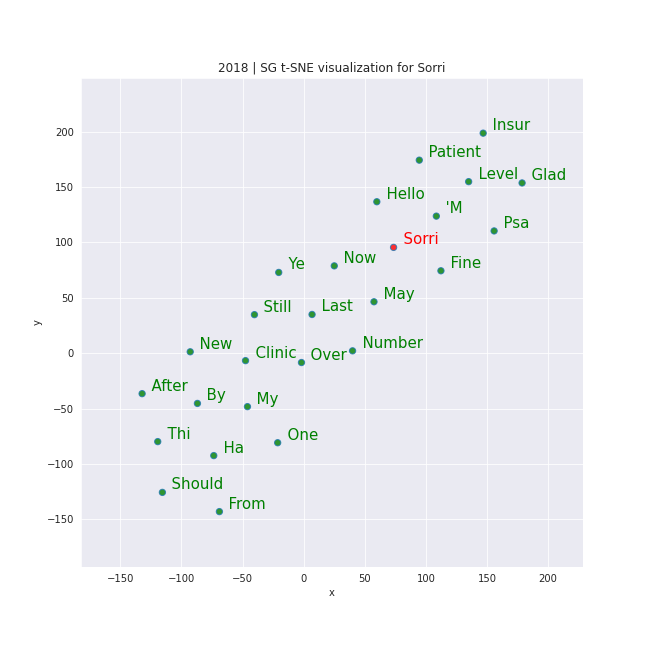 2018 | SG t-SNE visualization for Sorri
Insur
Patient
Level
Glad
Hello
'M
Psa
Sorri
Now
Ye
Fine
May
Still
Last
New
Clinic
Over
Number
After
By
My
Thi
One
Ha
Should
From
200
150
100
50
0
−50
−100
−150
y
−150 −100 −50 0 50 100 150 200
x